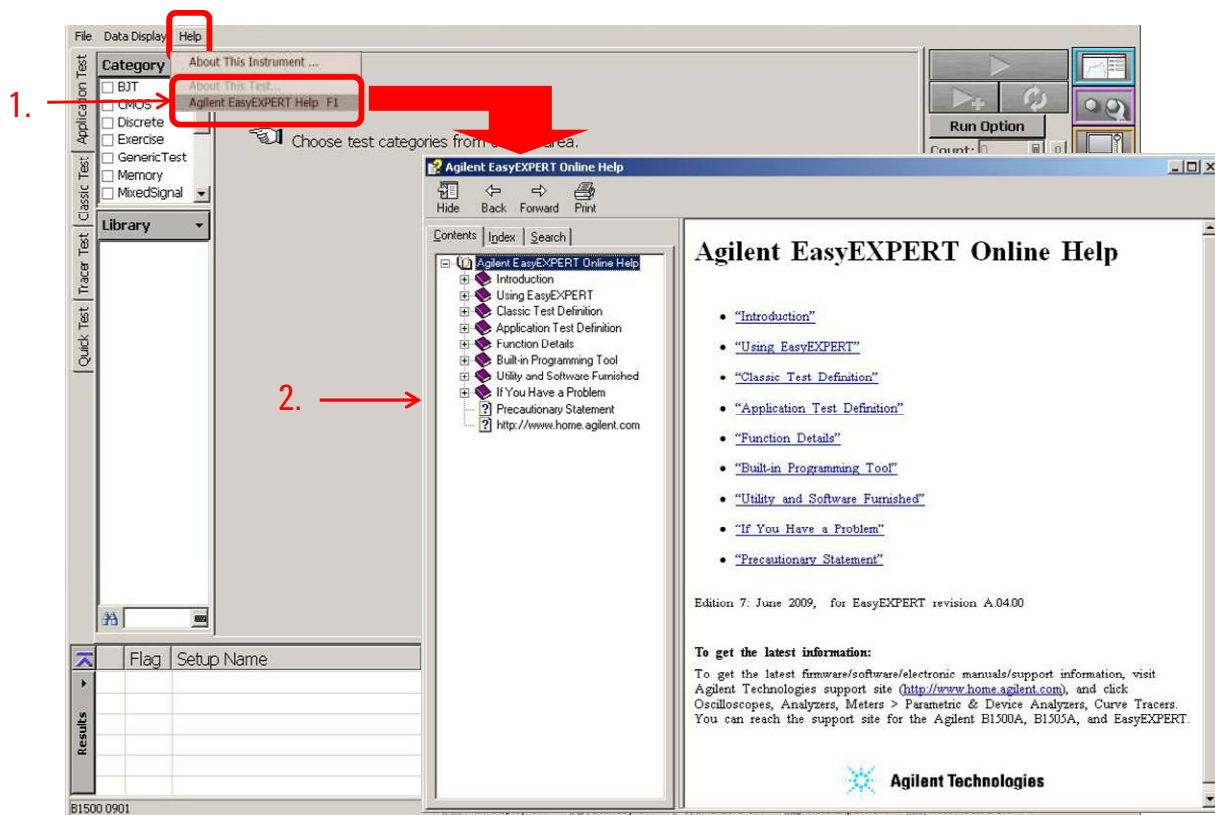 File Data Display Help
About This Instrument ...
About This Test...
Agilent EasyEXPERT Help F1
1.
Application Test
Classic Test
Tracer Test
Quick Test
Category
BJT
CMOS
Discrete
Exercise
GenericTest
Memory
MixedSignal
Library
Choose test categories from
area.
Run Option
Count: 0
Flag Setup Name
Results
B1500 0901
2.
Agilent EasyEXPERT Online Help
Hide Back Forward Print
Contents Index Search
Agilent EasyEXPERT Online Help
Introduction
Using EasyEXPERT
Classic Test Definition
Application Test Definition
Function Details
Built-in Programming Tool
Utility and Software Furnished
If You Have a Problem
Precautionary Statement
http://www.home.agilent.com
Agilent EasyEXPERT Online Help
• "Introduction"
• "Using EasyEXPERT"
• "Classic Test Definition"
• "Application Test Definition"
• "Function Details"
• "Built-in Programming Tool"
• "Utility and Software Furnished"
• "If You Have a Problem"
• "Precautionary Statement"
Edition 7: June 2009, for EasyEXPERT revision A.04.00
To get the latest information:
To get the latest firmware/software/electronic manuals/support information, visit
Agilent Technologies support site (http://www.home.agilent.com), and click
Oscilloscopes, Analyzers, Meters > Parametric & Device Analyzers, Curve Tracers.
You can reach the support site for the Agilent B1500A, B1505A, and EasyEXPERT.
Agilent Technologies